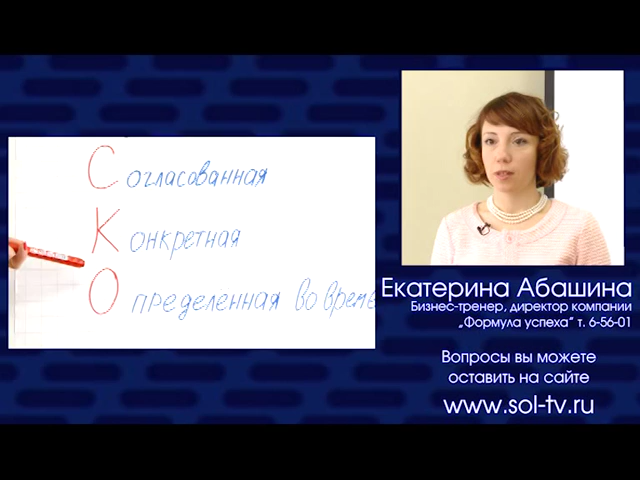 Согласованная
Конкретная
Определенная во време
Екатерина Абашина
Бизнес-тренер, директор компании
„Формула успеха“ т. 6-56-01
Вопросы вы можете
оставить на сайте
www.sol-tv.ru